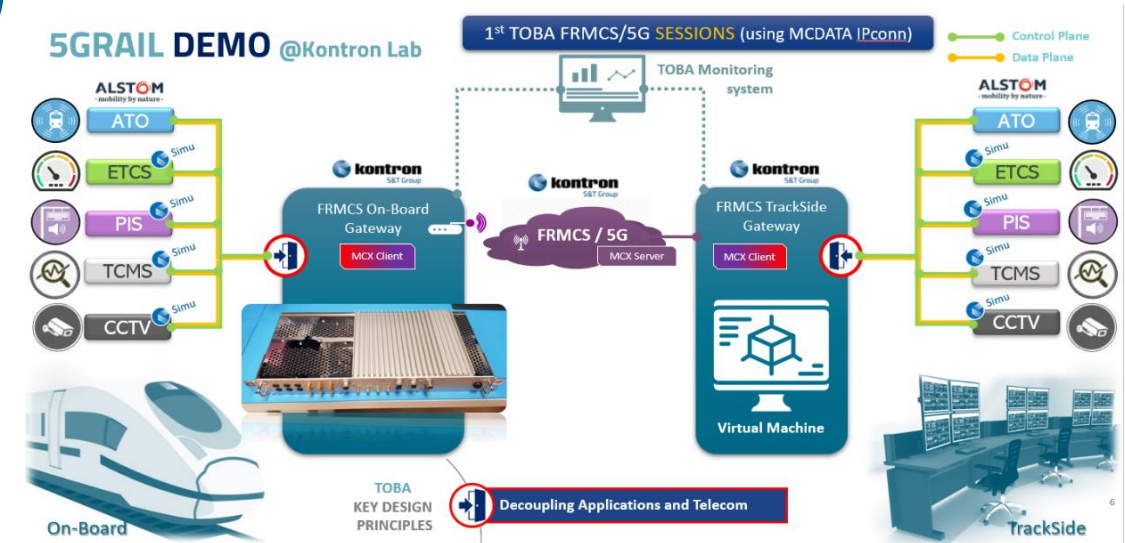 5GRAIL DEMO @Kontron Lab
1st TOBA FRMCS/5G SESSIONS (using MCDATA IPconn)
Control Plane
Data Plane
TOBA Monitoring
system
ALSTOM
- mobility by nature -
ATO
Simu
ETCS
Simu
PIS
Simu
TCMS
Simu
CCTV
kontron
S&T Group
FRMCS On-Board
Gateway
MCX Client
kontron
S&T Group
FRMCS / 5G
MCX Server
kontron
S&T Group
FRMCS TrackSide
Gateway
MCX Client
Virtual Machine
ALSTOM
- mobility by nature -
ATO
Simu
ETCS
Simu
PIS
Simu
TCMS
Simu
CCTV
TOBA
KEY DESIGN
PRINCIPLES
Decoupling Applications and Telecom
On-Board
TrackSide
6